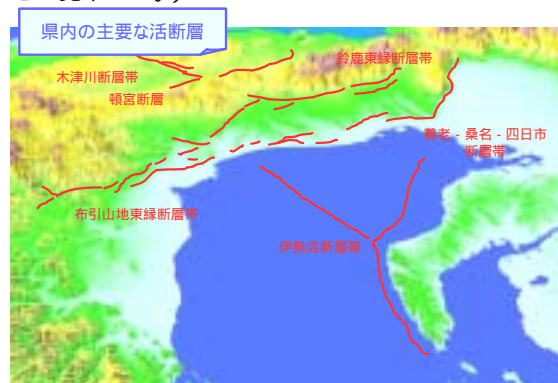 県内の主要な活断層
木津川断層帯
頓宮断層
鈴鹿東縁断層帯
養老 - 桑名 - 四日市
断層帯
布引山地東縁断層帯
伊勢湾断層帯